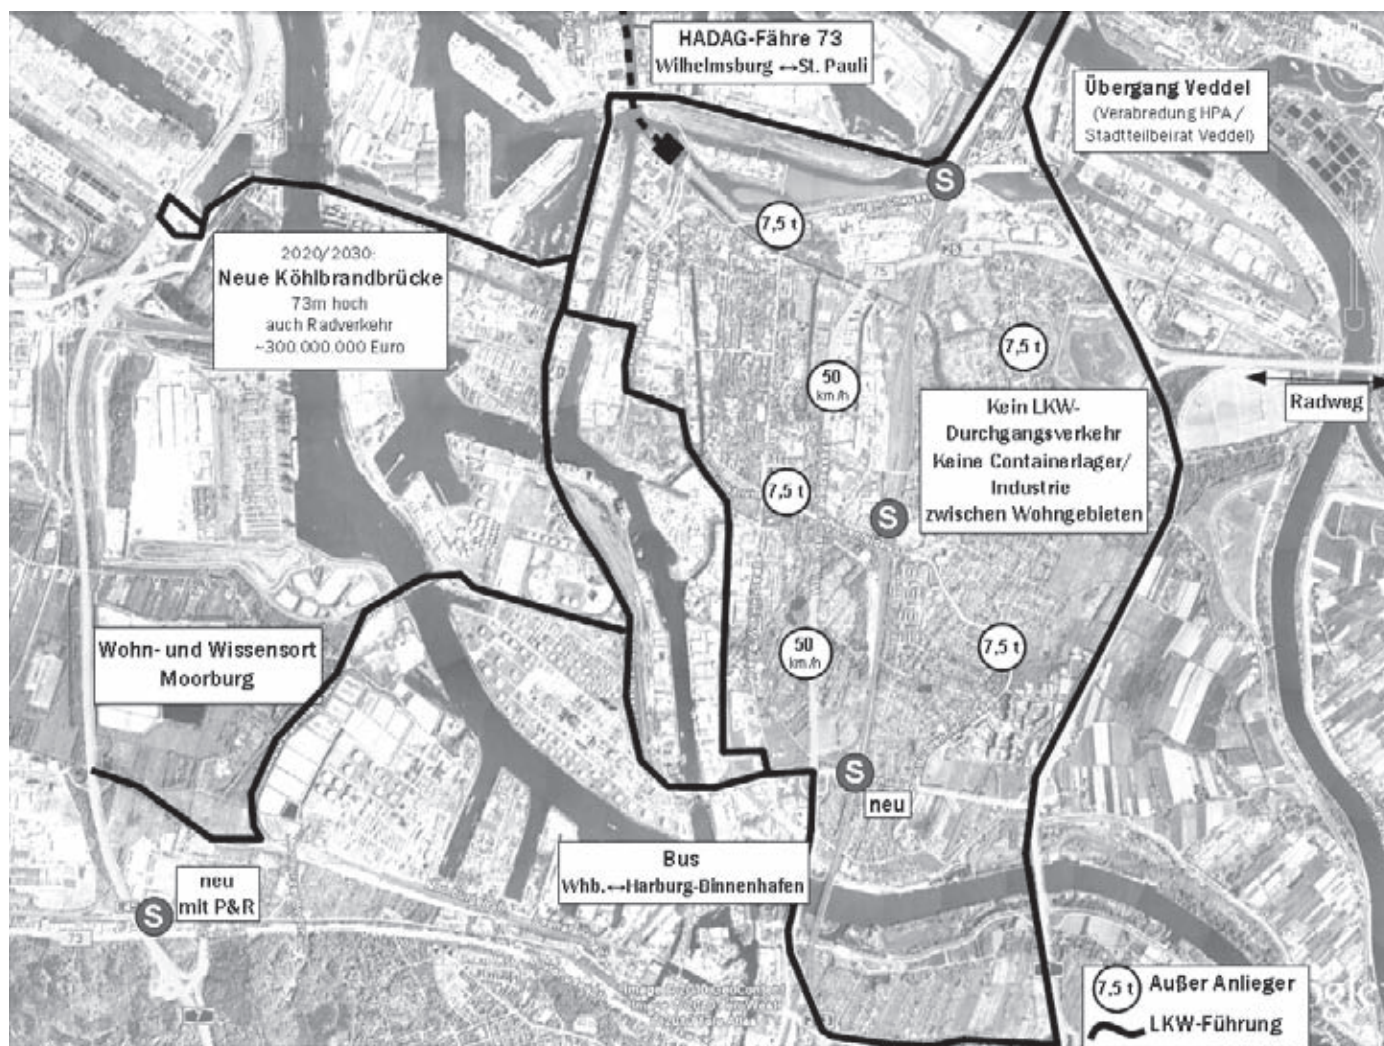 HADAG-Fähre 73
Wilhelmsburg ↔St. Pauli
Übergang Veddel
(Verabredung HPA/
Stadtteilbeirat Veddel)
S
7,5 t
2020/2030:
Neue Köhlbrandbrücke
73m hoch
auch Radverkehr
~300.000.000 Euro
4
75
7,5 t
50
km/h
Radweg
Kein LKW-
Durchgangsverkehr
Keine Containerlager/
Industrie
zwischen Wohngebieten
7,5 t
S
Wohn- und Wissensort
Moorburg
50
km/h
7,5 t
S
neu
Bus
Whb.↔Harburg-Binnenhafen
neu
mit P&R
S
73
7,5 t Außer Anlieger
LKW-Führung